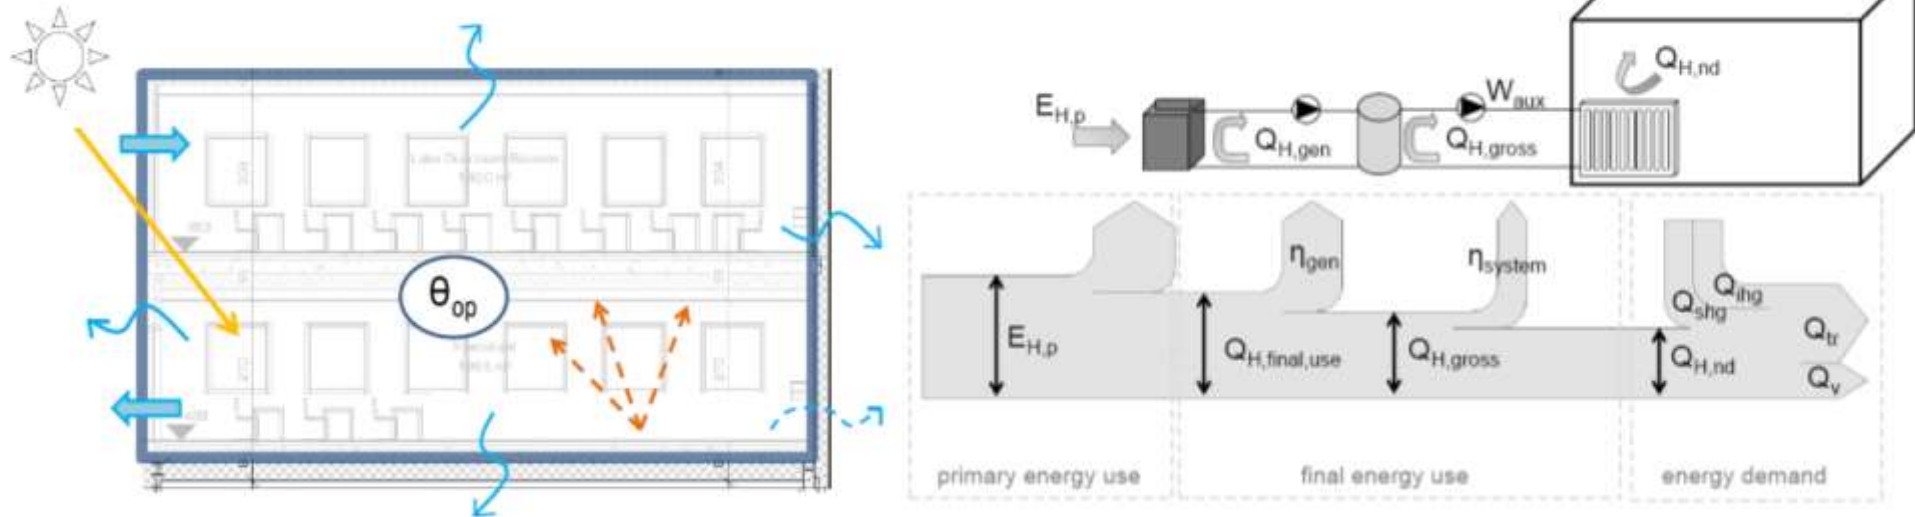 θop
EH,p
QH,gen
Waux
QH,gross
QH,nd
EH,p
ηgen
QH,final,use
QH,gross
ηsystem
Qshg
Qihg
QH,nd
Qtr
Qv
primary energy use
final energy use
energy demand